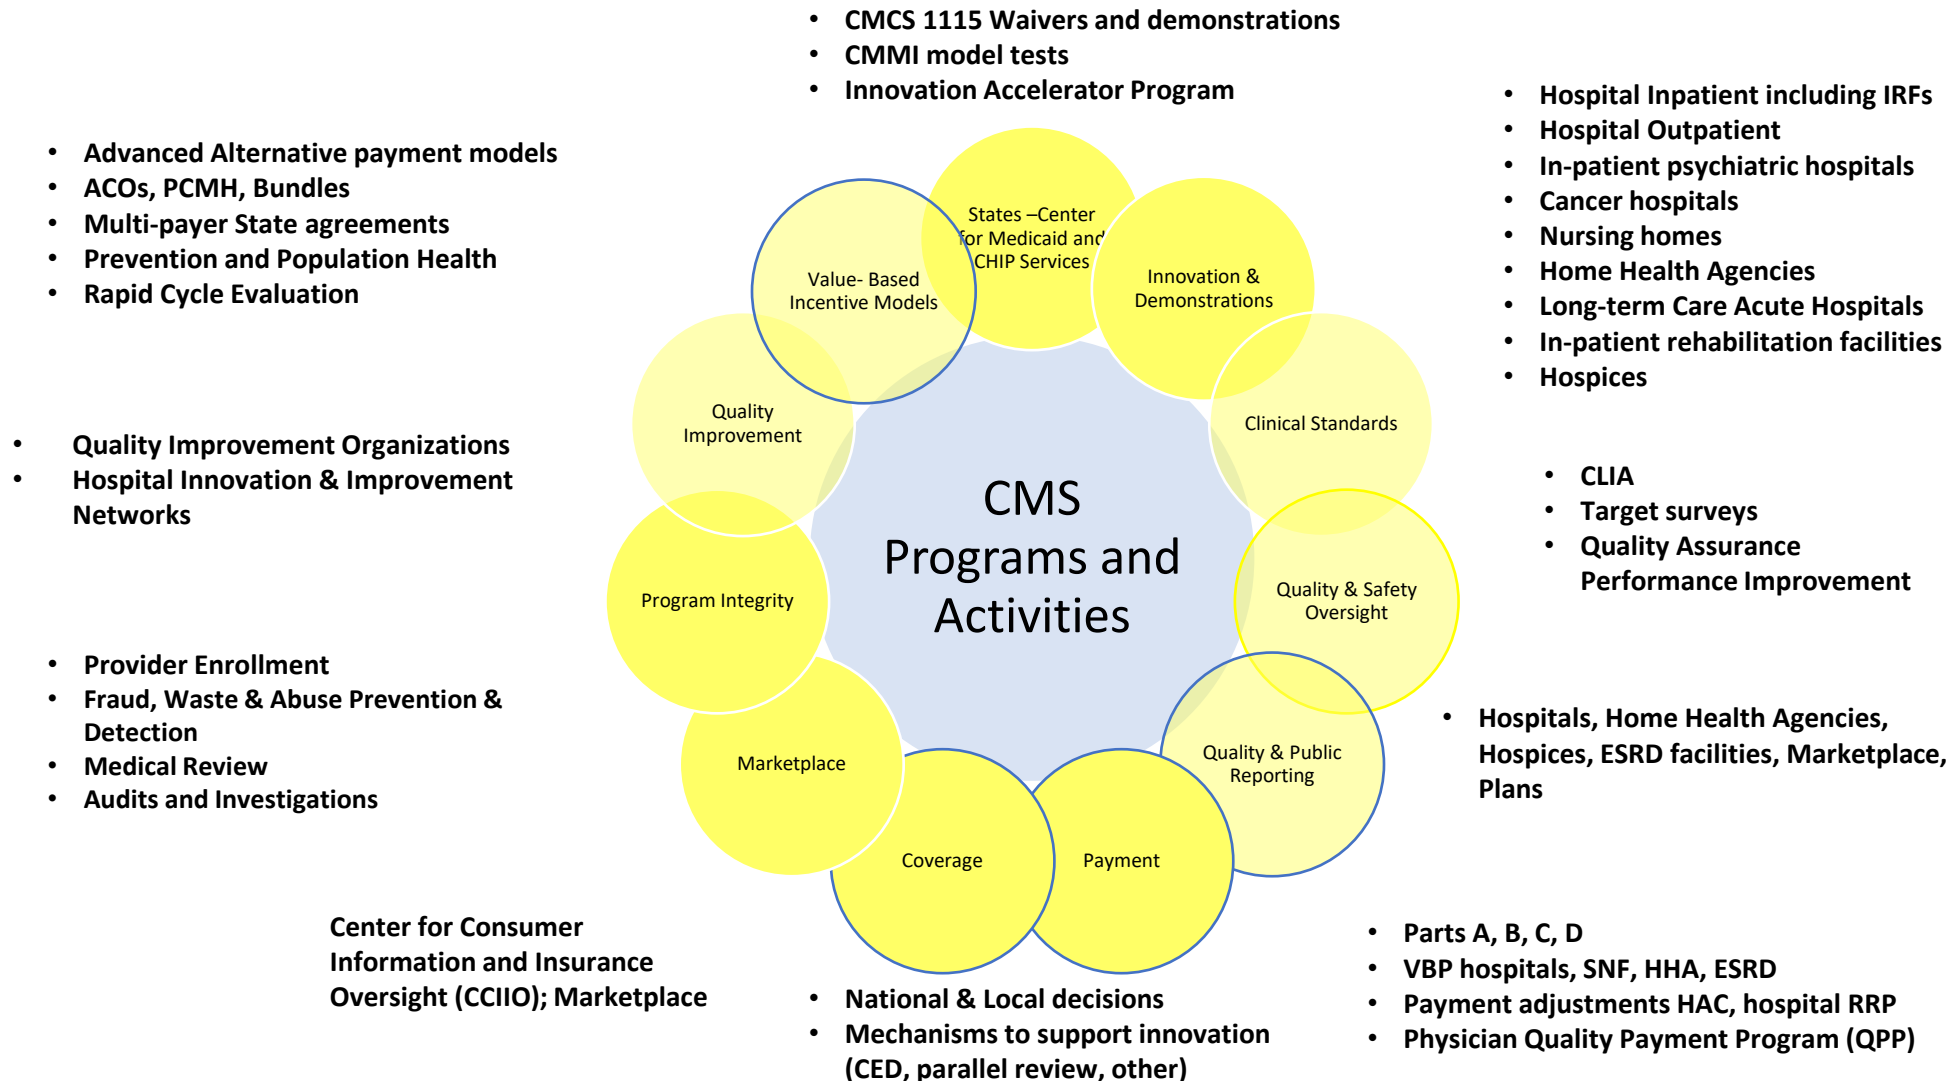 • CMCS 1115 Waivers and demonstrations
• CMMI model tests
• Innovation Accelerator Program
• Hospital Inpatient including IRFs
• Hospital Outpatient
• In-patient psychiatric hospitals
• Cancer hospitals
• Nursing homes
• Home Health Agencies
• Long-term Care Acute Hospitals
• In-patient rehabilitation facilities
• Hospices
• Advanced Alternative payment models
• ACOs, PCMH, Bundles
• Multi-payer State agreements
• Prevention and Population Health
• Rapid Cycle Evaluation
States –Center
for Medicaid and
CHIP Services
Value- Based
Incentive Models
Innovation &
Demonstrations
Quality
Improvement
Clinical Standards
• Quality Improvement Organizations
• Hospital Innovation & Improvement
Networks
• CLIA
• Target surveys
• Quality Assurance
Performance Improvement
CMS
Programs and
Activities
Program Integrity
Quality & Safety
Oversight
• Provider Enrollment
• Fraud, Waste & Abuse Prevention &
Detection
• Medical Review
• Audits and Investigations
Marketplace
Quality & Public
Reporting
• Hospitals, Home Health Agencies,
Hospices, ESRD facilities, Marketplace,
Plans
Coverage
Payment
Center for Consumer
Information and Insurance
Oversight (CCIIO); Marketplace
• National & Local decisions
• Mechanisms to support innovation
(CED, parallel review, other)
• Parts A, B, C, D
• VBP hospitals, SNF, HHA, ESRD
• Payment adjustments HAC, hospital RRP
• Physician Quality Payment Program (QPP)